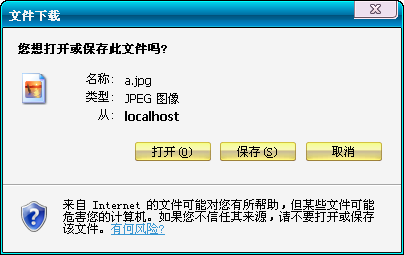 文件下载
您想打开或保存此文件吗?
名称: a.jpg
类型: JPEG 图像
从: localhost
打开(O) 保存(S) 取消
来自 Internet 的文件可能对您有所帮助,但某些文件可能
危害您的计算机。如果您不信任其来源,请不要打开或保存
该文件。有何风险?